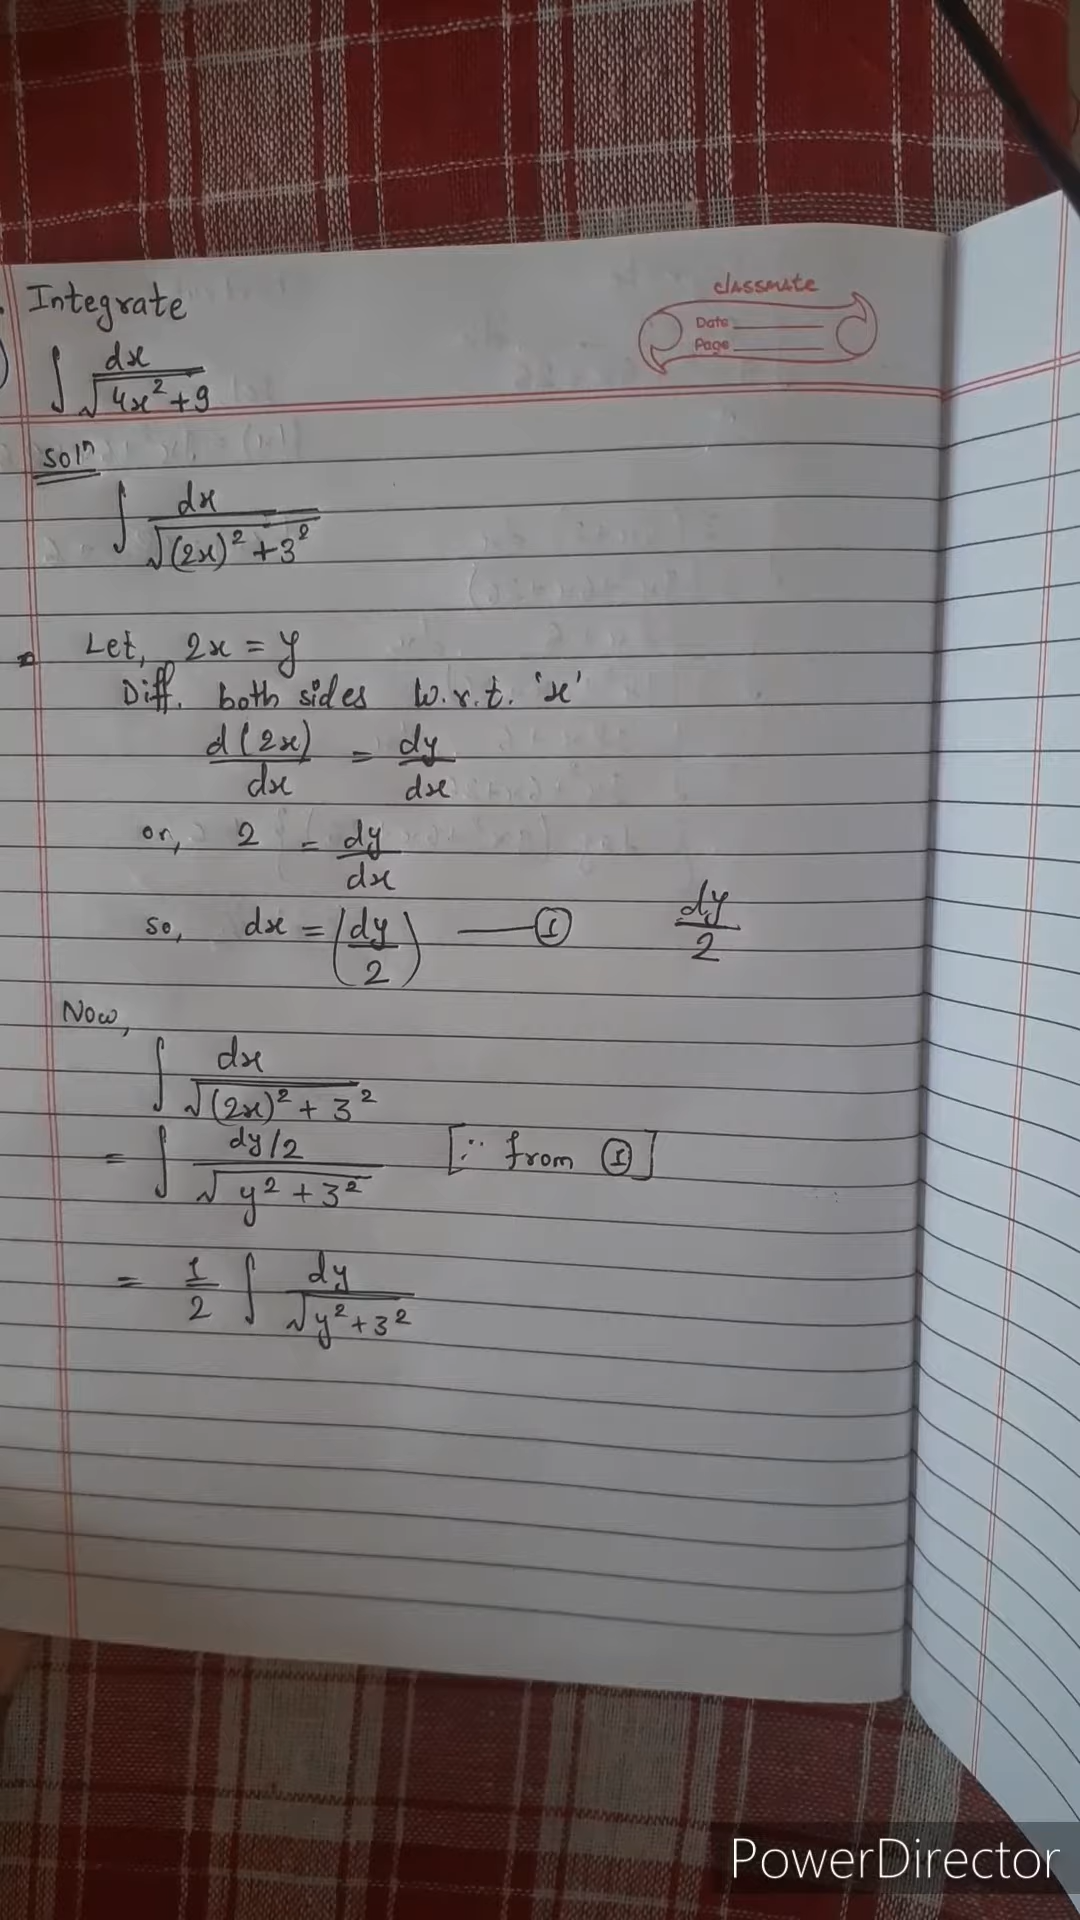 Integrate
classmate
Date
Page
∫ dx / √4x² + 9
Solⁿ
∫ dx / √(2x)² + 3²
Let, 2x = y
Diff. both sides w.r.t. 'x'
d(2x)/dx = dy/dx
or, 2 = dy/dx
so, dx = (dy/2) — ①
dy/2
Now,
∫ dx / √(2x)² + 3²
= ∫ dy/2 / √y² + 3² [∵ from ①]
= 1/2 ∫ dy / √y² + 3²
PowerDirector